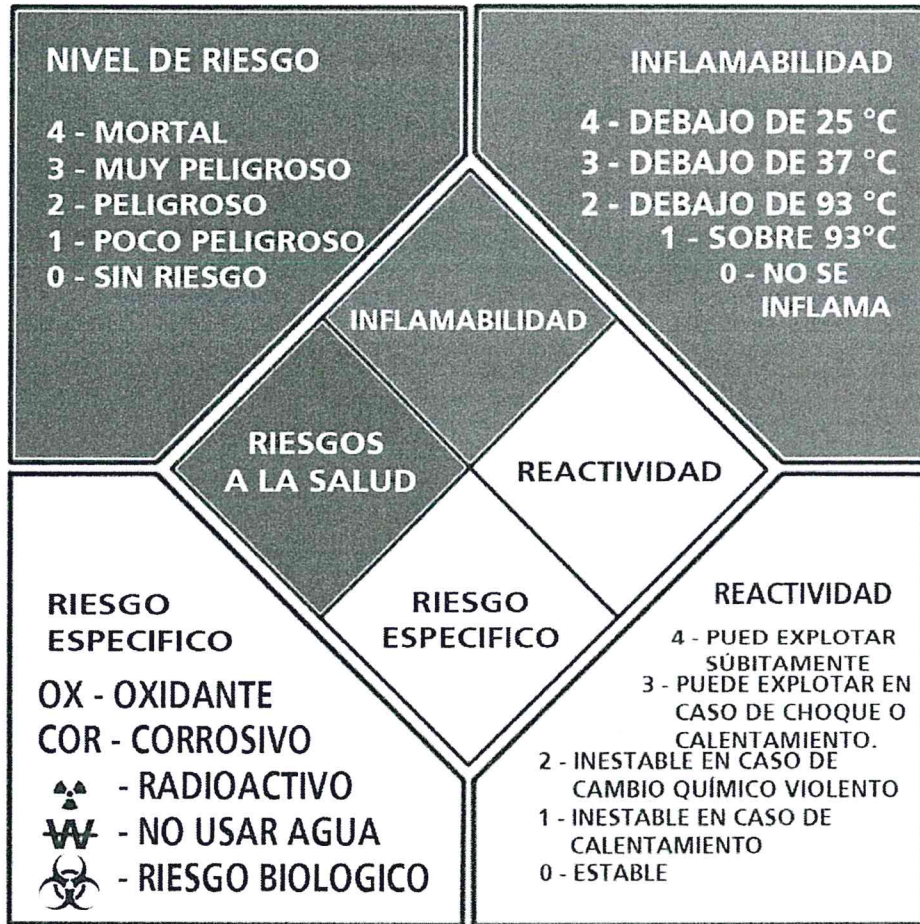 NIVEL DE RIESGO
4 - MORTAL
3 - MUY PELIGROSO
2 - PELIGROSO
1 - POCO PELIGROSO
0 - SIN RIESGO
INFLAMABILIDAD
4 - DEBAJO DE 25 °C
3 - DEBAJO DE 37 °C
2 - DEBAJO DE 93 °C
1 - SOBRE 93°C
0 - NO SE
INFLAMA
INFLAMABILIDAD
RIESGOS
A LA SALUD
REACTIVIDAD
RIESGO
ESPECIFICO
RIESGO
ESPECIFICO
OX - OXIDANTE
COR - CORROSIVO
- RADIOACTIVO
W - NO USAR AGUA
- RIESGO BIOLOGICO
REACTIVIDAD
4 - PUED EXPLOTAR
SÚBITAMENTE
3 - PUEDE EXPLOTAR EN
CASO DE CHOQUE O
CALENTAMIENTO.
2 - INESTABLE EN CASO DE
CAMBIO QUÍMICO VIOLENTO
1 - INESTABLE EN CASO DE
CALENTAMIENTO
0 - ESTABLE